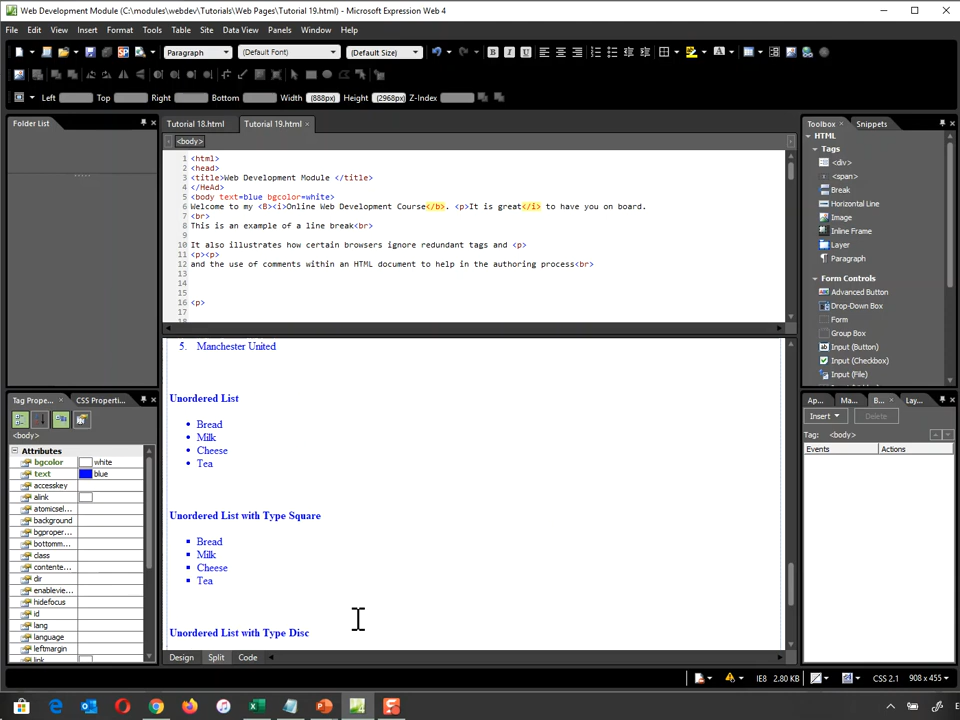 Web Development Module (C:\modules\webdev\Tutorials\Web Pages\Tutorial 19.html) - Microsoft Expression Web 4
File Edit View Insert Format Tools Table Site Data View Panels Window Help
Paragraph (Default Font) (Default Size) B I U A
Left Top Right Bottom Width (888px) Height (2968px) Z-Index
Folder List
Tutorial 18.html Tutorial 19.html
<body>
1 <html>
2 <head>
3 <title>Web Development Module </title>
4 </HeAd>
5 <body text=blue bgcolor=white>
6 Welcome to my <B><i>Online Web Development Course</b>. <p>It is great</i> to have you on board.
7 <br>
8 This is an example of a line break<br>
9
10 It also illustrates how certain browsers ignore redundant tags and <p>
11 <p><p>
12 and the use of comments within an HTML document to help in the authoring process<br>
13
14
15
16 <p>
17
18
5. Manchester United
Unordered List
• Bread
• Milk
• Cheese
• Tea
Unordered List with Type Square
▪ Bread
▪ Milk
▪ Cheese
▪ Tea
Unordered List with Type Disc
Design Split Code
Toolbox Snippets
HTML
Tags
<div>
<span>
Break
Horizontal Line
Image
Inline Frame
Layer
Paragraph
Form Controls
Advanced Button
Drop-Down Box
Form
Group Box
Input (Button)
Input (Checkbox)
Input (File)
Tag Prope... CSS Properti...
<body>
Attributes
bgcolor white
text blue
accesskey
alink
atomicsel...
background
bgproper...
bottomm...
class
contente...
dir
enablevie...
hidefocus
id
lang
language
leftmargin
link
Ap... Ma... B... Lay...
Insert Delete
Tag: <body>
Events Actions
IE8 2.80 KB CSS 2.1 908 x 455